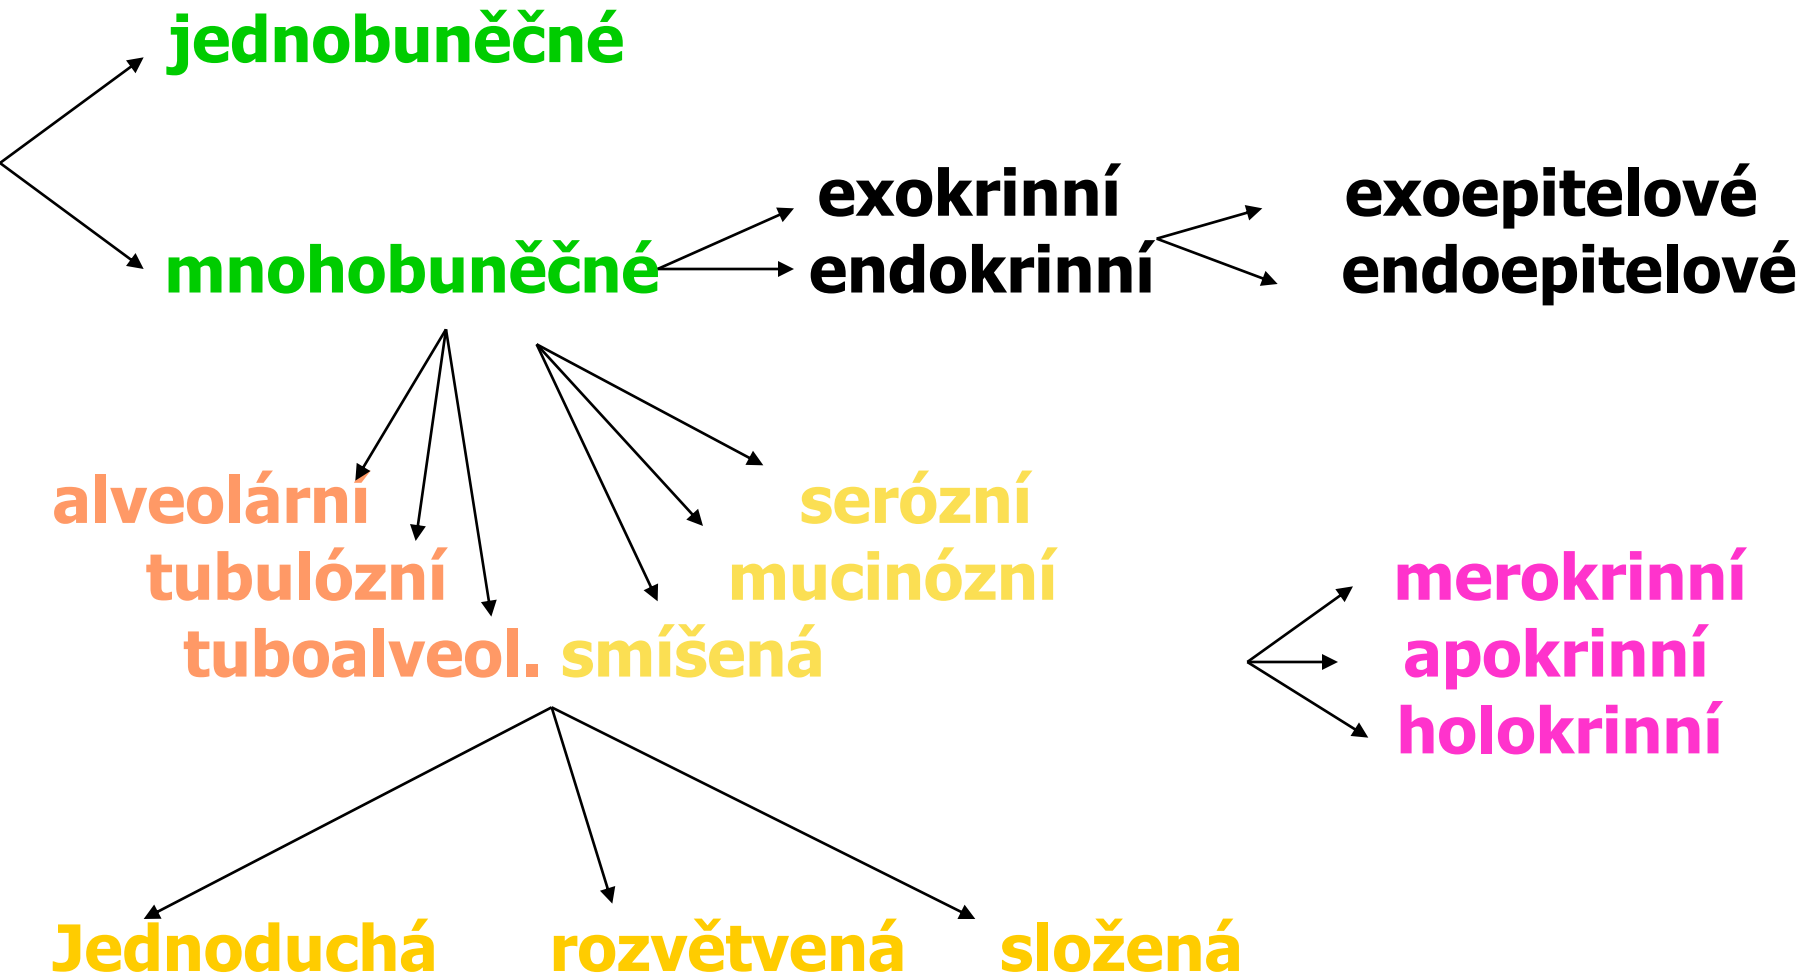 jednobuněčné
exokrinní exoepitelové
mnohobuněčné endokrinní endoepitelové
alveolární serózní
tubulózní mucinózní merokrinní
tuboalveol. smíšená apokrinní
holokrinní
Jednoduchá rozvětvená složená